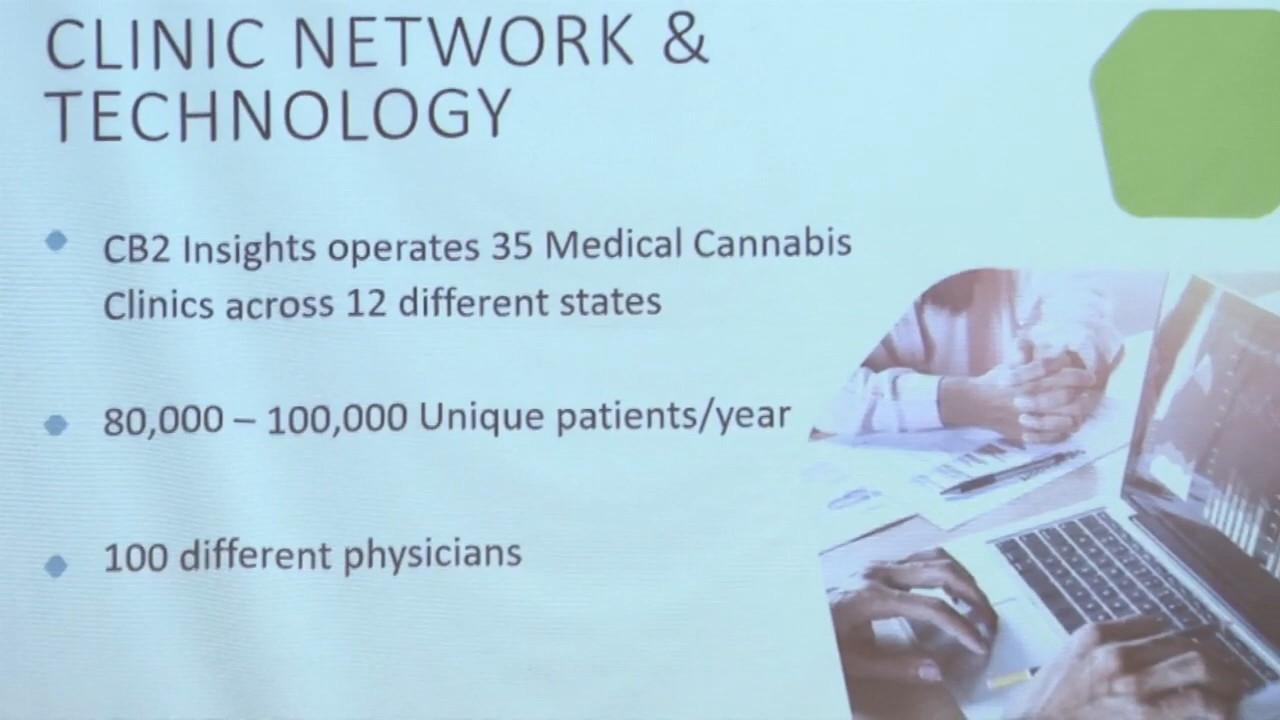 CLINIC NETWORK &
TECHNOLOGY
CB2 Insights operates 35 Medical Cannabis
Clinics across 12 different states
80,000 – 100,000 Unique patients/year
100 different physicians